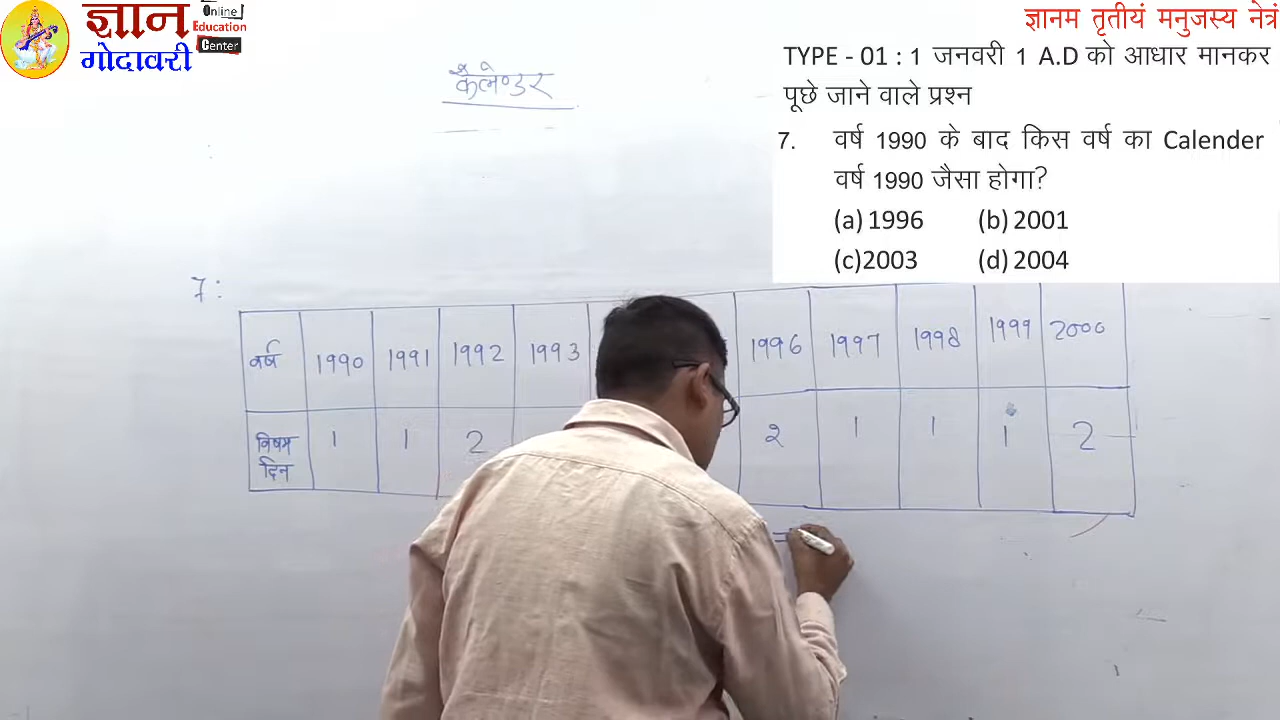 ज्ञान
गोदावरी
Online
Education
Center
ज्ञानम तृतीयं मनुजस्य नेत्रं
TYPE - 01 : 1 जनवरी 1 A.D को आधार मानकर
पूछे जाने वाले प्रश्न
7. वर्ष 1990 के बाद किस वर्ष का Calender
वर्ष 1990 जैसा होगा?
(a) 1996 (b) 2001
(c)2003 (d) 2004
कैलेण्डर
7:
वर्ष 1990 1991 1992 1993 1996 1997 1998 1999 2000
विषम दिन 1 1 2 २ 1 1 1 2
=